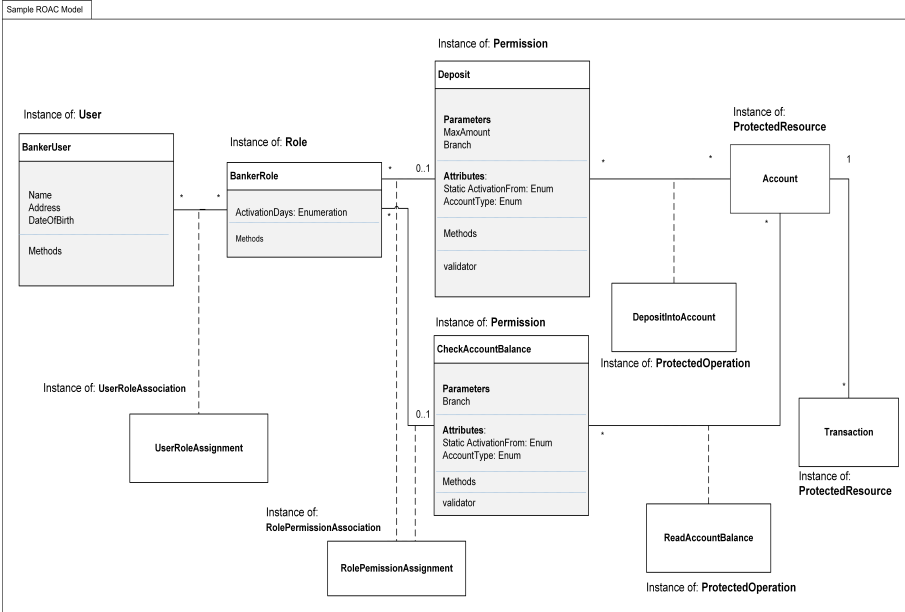 Sample ROAC Model
Instance of: Permission
Deposit
Parameters
MaxAmount
Branch
Attributes:
Static ActivationFrom: Enum
AccountType: Enum
Methods
validator
Instance of: User
BankerUser
Name
Address
DateOfBirth
Methods
Instance of: Role
BankerRole
ActivationDays: Enumeration
Methods
*
*
*
0..1
*
*
*
Instance of:
ProtectedResource
Account
1
*
DepositIntoAccount
Instance of: ProtectedOperation
Instance of: Permission
CheckAccountBalance
Parameters
Branch
Attributes:
Static ActivationFrom: Enum
AccountType: Enum
Methods
validator
0..1
*
*
Transaction
Instance of:
ProtectedResource
Instance of: UserRoleAssociation
UserRoleAssignment
Instance of:
RolePermissionAssociation
RolePemissionAssignment
ReadAccountBalance
Instance of: ProtectedOperation